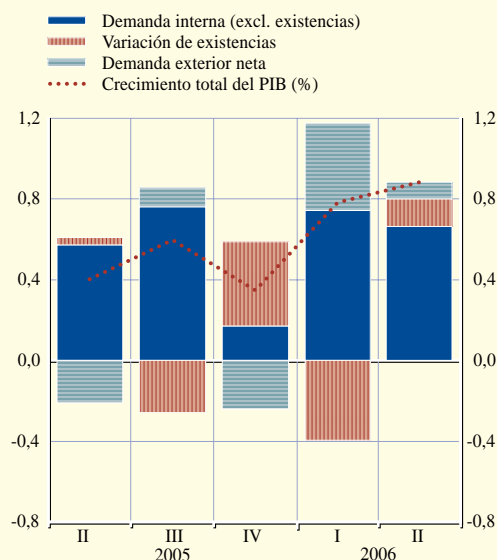 Demanda interna (excl. existencias)
Variación de existencias
Demanda exterior neta
Crecimiento total del PIB (%)
1,2 1,2
0,8 0,8
0,4 0,4
0,0 0,0
-0,4 -0,4
-0,8 -0,8
II III IV I II
2005 2006